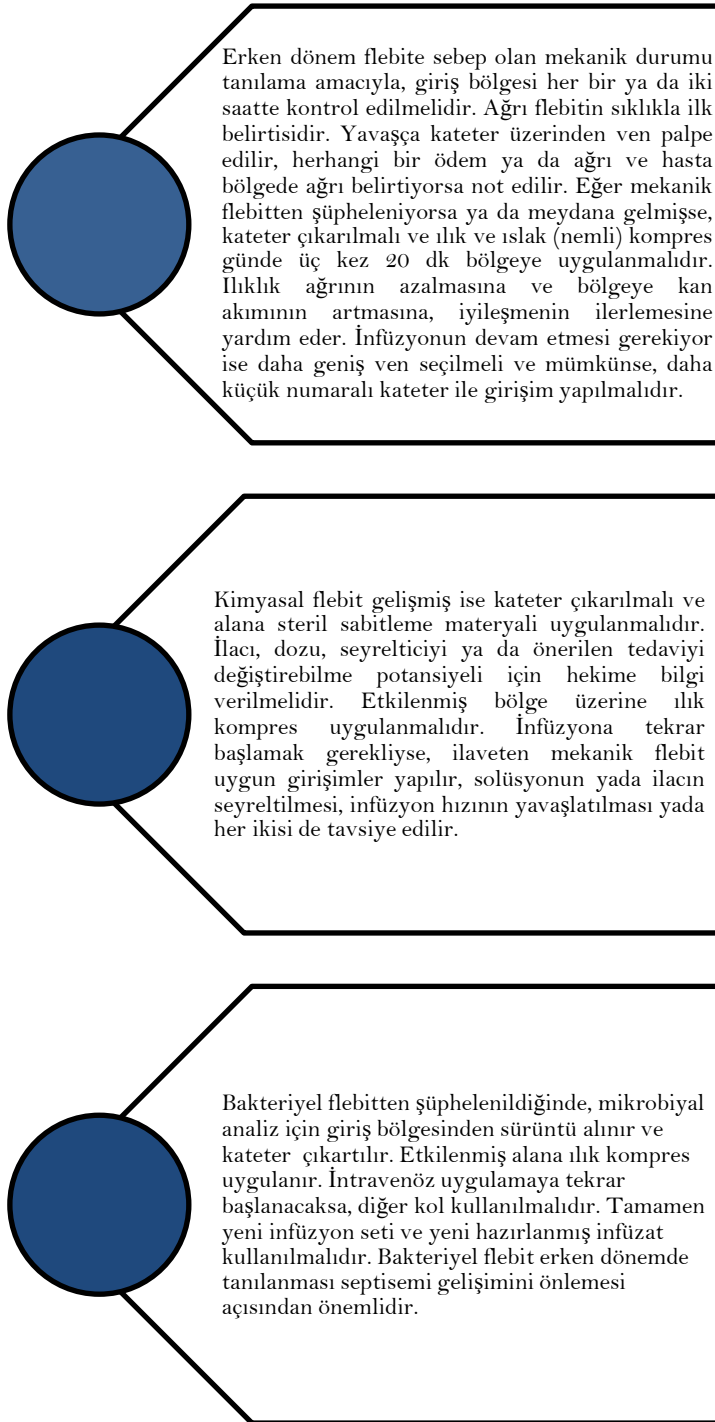 Erken dönem flebite sebep olan mekanik durumu
tanılama amacıyla, giriş bölgesi her bir ya da iki
saatte kontrol edilmelidir. Ağrı flebitin sıklıkla ilk
belirtisidir. Yavaşça kateter üzerinden ven palpe
edilir, herhangi bir ödem ya da ağrı ve hasta
bölgede ağrı belirtiyorsa not edilir. Eğer mekanik
flebitten şüpheleniyorsa ya da meydana gelmişse,
kateter çıkarılmalı ve ılık ve ıslak (nemli) kompres
günde üç kez 20 dk bölgeye uygulanmalıdır.
Ilıklık ağrının azalmasına ve bölgeye kan
akımının artmasına, iyileşmenin ilerlemesine
yardım eder. İnfüzyonun devam etmesi gerekiyor
ise daha geniş ven seçilmeli ve mümkünse, daha
küçük numaralı kateter ile girişim yapılmalıdır.
Kimyasal flebit gelişmiş ise kateter çıkarılmalı ve
alana steril sabitleme materyali uygulanmalıdır.
İlacı, dozu, seyrelticiyi ya da önerilen tedaviyi
değiştirebilme potansiyeli için hekime bilgi
verilmelidir. Etkilenmiş bölge üzerine ılık
kompres uygulanmalıdır. İnfüzyona tekrar
başlamak gerekliyse, ilaveten mekanik flebit
uygun girişimler yapılır, solüsyonun yada ilacın
seyreltilmesi, infüzyon hızının yavaşlatılması yada
her ikisi de tavsiye edilir.
Bakteriyel flebitten şüphelenildiğinde, mikrobiyal
analiz için giriş bölgesinden sürüntü alınır ve
kateter çıkartılır. Etkilenmiş alana ılık kompres
uygulanır. İntravenöz uygulamaya tekrar
başlanacaksa, diğer kol kullanılmalıdır. Tamamen
yeni infüzyon seti ve yeni hazırlanmış infüzat
kullanılmalıdır. Bakteriyel flebit erken dönemde
tanılanması septisemi gelişimini önlemesi
açısından önemlidir.